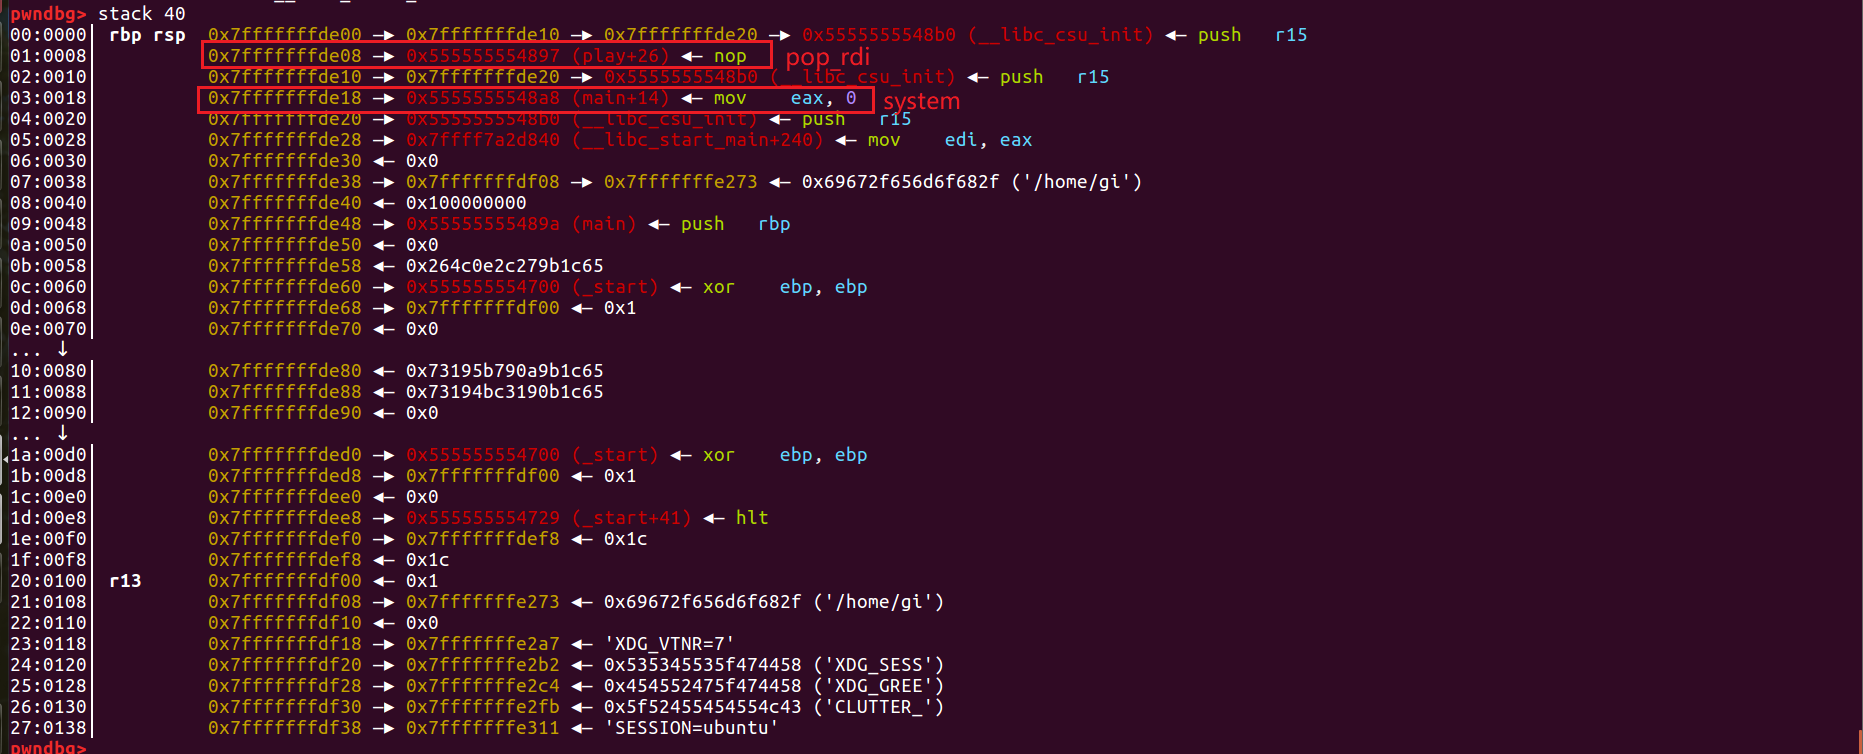 pwndbg> stack 40
00:0000│ rbp rsp 0x7fffffffde00 —▸ 0x7fffffffde10 —▸ 0x7fffffffde20 —▸ 0x5555555548b0 (__libc_csu_init) ◂— push r15
01:0008│ 0x7fffffffde08 —▸ 0x555555554897 (play+26) ◂— nop pop_rdi
02:0010│ 0x7fffffffde10 —▸ 0x7fffffffde20 —▸ 0x5555555548b0 (__libc_csu_init) ◂— push r15
03:0018│ 0x7fffffffde18 —▸ 0x5555555548a8 (main+14) ◂— mov eax, 0 system
04:0020│ 0x7fffffffde20 —▸ 0x5555555548b0 (__libc_csu_init) ◂— push r15
05:0028│ 0x7fffffffde28 —▸ 0x7ffff7a2d840 (__libc_start_main+240) ◂— mov edi, eax
06:0030│ 0x7fffffffde30 ◂— 0x0
07:0038│ 0x7fffffffde38 —▸ 0x7fffffffdf08 —▸ 0x7fffffffe273 ◂— 0x69672f656d6f682f ('/home/gi')
08:0040│ 0x7fffffffde40 ◂— 0x100000000
09:0048│ 0x7fffffffde48 —▸ 0x55555555489a (main) ◂— push rbp
0a:0050│ 0x7fffffffde50 ◂— 0x0
0b:0058│ 0x7fffffffde58 ◂— 0x264c0e2c279b1c65
0c:0060│ 0x7fffffffde60 —▸ 0x555555554700 (_start) ◂— xor ebp, ebp
0d:0068│ 0x7fffffffde68 —▸ 0x7fffffffdf00 ◂— 0x1
0e:0070│ 0x7fffffffde70 ◂— 0x0
... ↓
10:0080│ 0x7fffffffde80 ◂— 0x73195b790a9b1c65
11:0088│ 0x7fffffffde88 ◂— 0x73194bc3190b1c65
12:0090│ 0x7fffffffde90 ◂— 0x0
... ↓
1a:00d0│ 0x7fffffffded0 —▸ 0x555555554700 (_start) ◂— xor ebp, ebp
1b:00d8│ 0x7fffffffded8 —▸ 0x7fffffffdf00 ◂— 0x1
1c:00e0│ 0x7fffffffdee0 ◂— 0x0
1d:00e8│ 0x7fffffffdee8 —▸ 0x555555554729 (_start+41) ◂— hlt
1e:00f0│ 0x7fffffffdef0 —▸ 0x7fffffffdef8 ◂— 0x1c
1f:00f8│ 0x7fffffffdef8 ◂— 0x1c
20:0100│ r13 0x7fffffffdf00 ◂— 0x1
21:0108│ 0x7fffffffdf08 —▸ 0x7fffffffe273 ◂— 0x69672f656d6f682f ('/home/gi')
22:0110│ 0x7fffffffdf10 ◂— 0x0
23:0118│ 0x7fffffffdf18 —▸ 0x7fffffffe2a7 ◂— 'XDG_VTNR=7'
24:0120│ 0x7fffffffdf20 —▸ 0x7fffffffe2b2 ◂— 0x535345535f474458 ('XDG_SESS')
25:0128│ 0x7fffffffdf28 —▸ 0x7fffffffe2c4 ◂— 0x454552475f474458 ('XDG_GREE')
26:0130│ 0x7fffffffdf30 —▸ 0x7fffffffe2fb ◂— 0x5f52455454554c43 ('CLUTTER_')
27:0138│ 0x7fffffffdf38 —▸ 0x7fffffffe311 ◂— 'SESSION=ubuntu'
pwndbg>